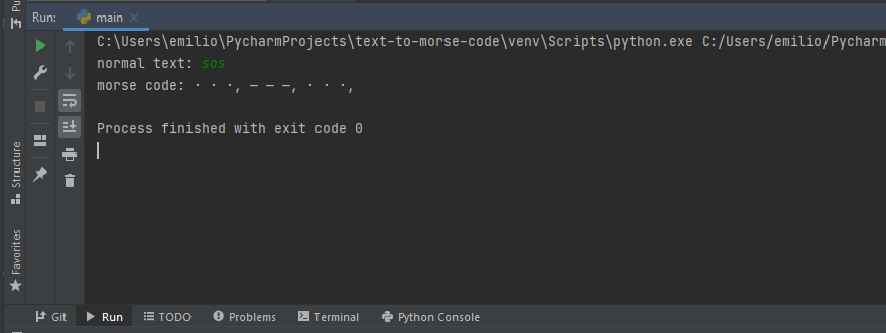 Run:
main
C:\Users\emilio\PycharmProjects\text-to-morse-code\venv\Scripts\python.exe C:/Users/emilio/Pycharm
normal text: sos
morse code: · · ·, − − −, · · ·,
Process finished with exit code 0
Structure
Favorites
Git
Run
TODO
Problems
Terminal
Python Console